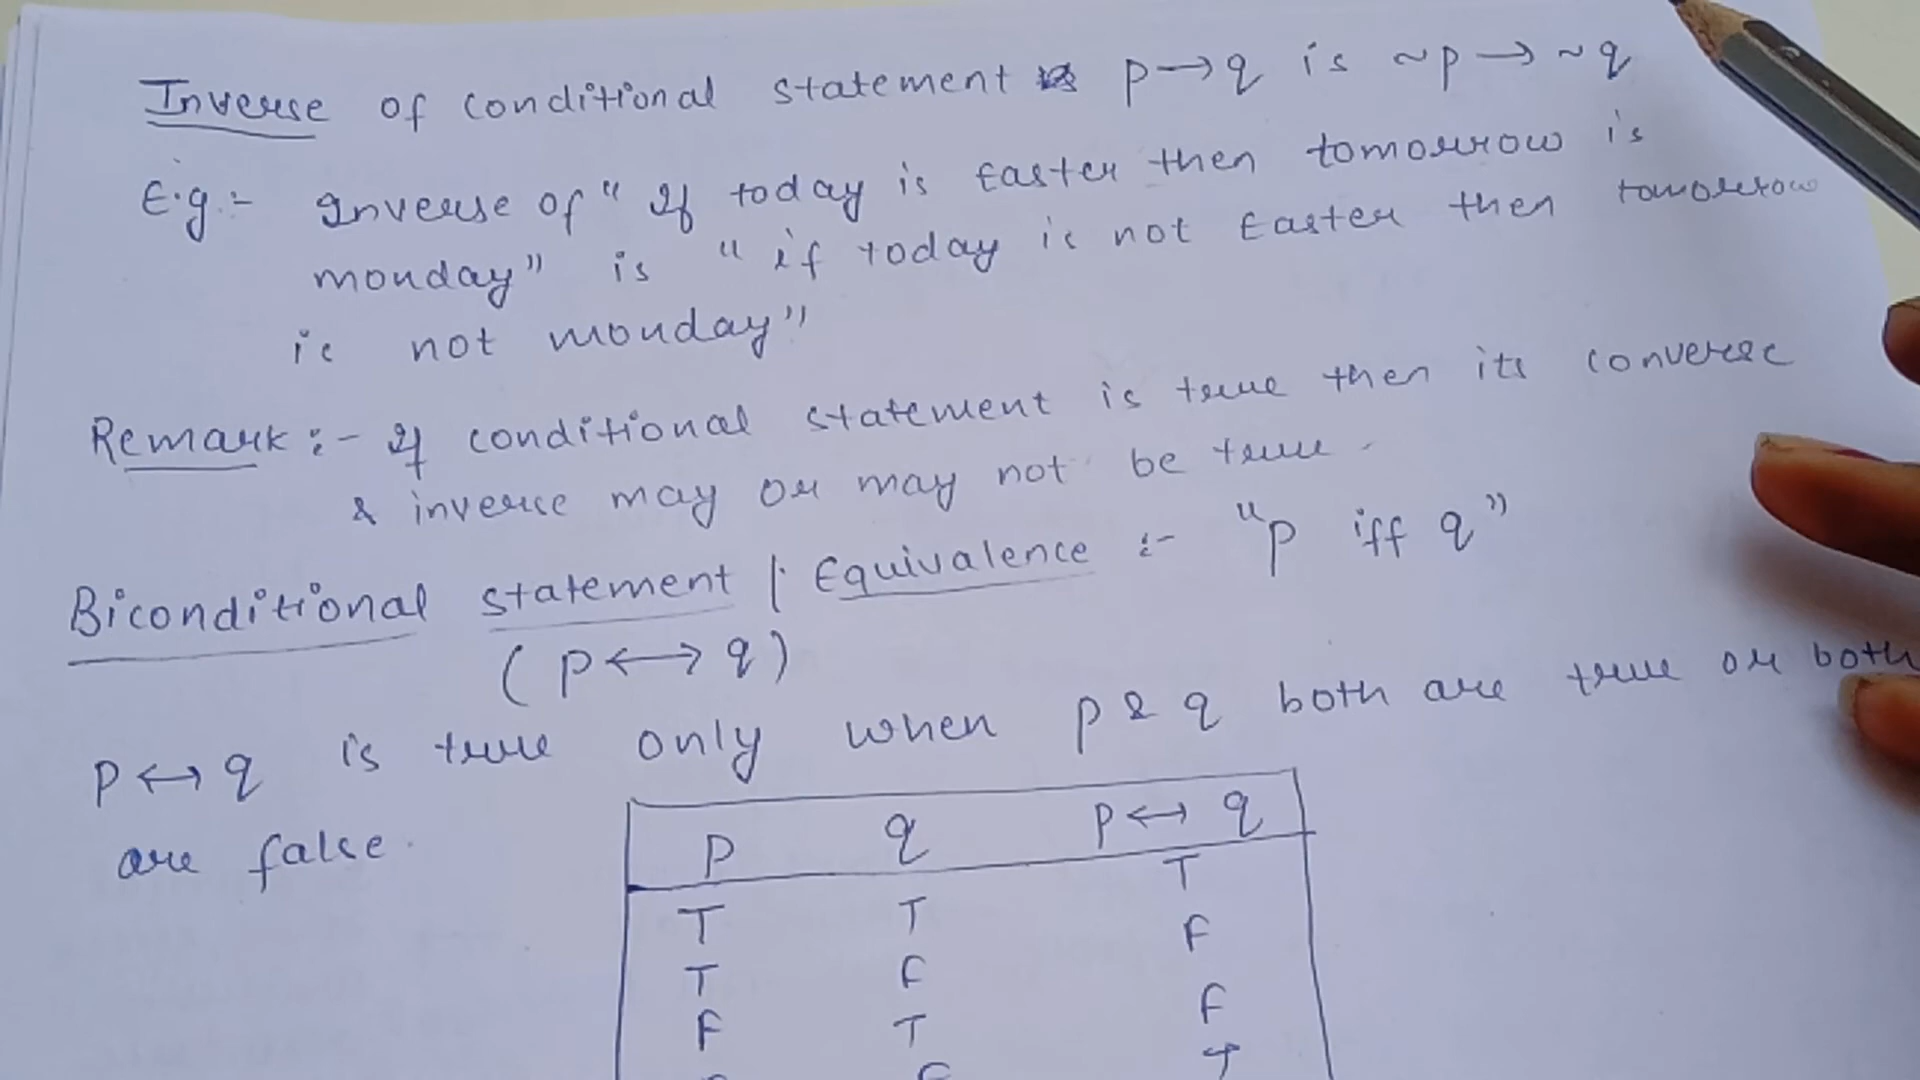 Inverse of conditional statement p → q is ~p → ~q
E.g:- Inverse of "If today is Easter then tomorrow is
monday" is "if today is not Easter then tomorrow
is not monday"
Remark:- If conditional statement is true then its converse
& inverse may or may not be true.
Biconditional statement | Equivalence :- "p iff q"
(p ↔ q)
p ↔ q is true only when p & q both are true or both
are false.
p q p ↔ q
T T T
T F F
F T F
F T